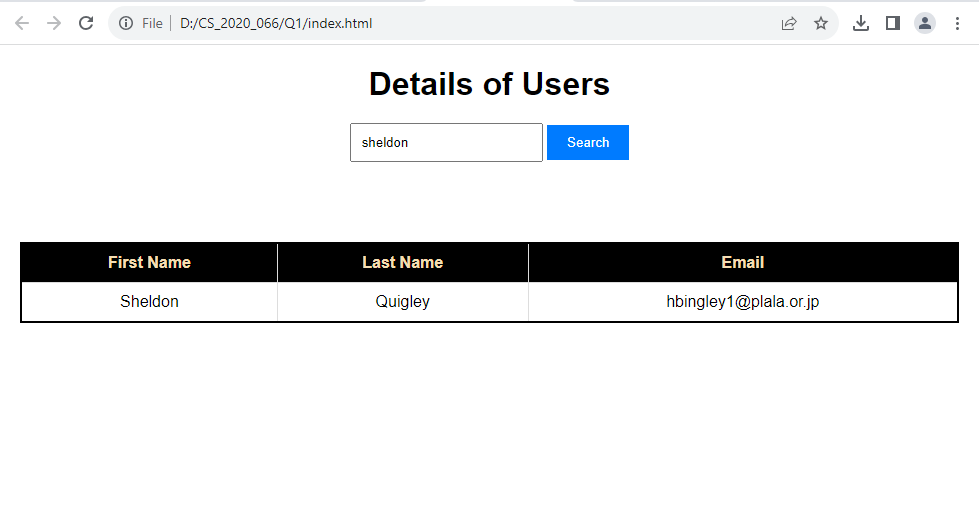 File D:/CS_2020_066/Q1/index.html
Details of Users
sheldon Search
First Name Last Name Email
Sheldon Quigley hbingley1@plala.or.jp